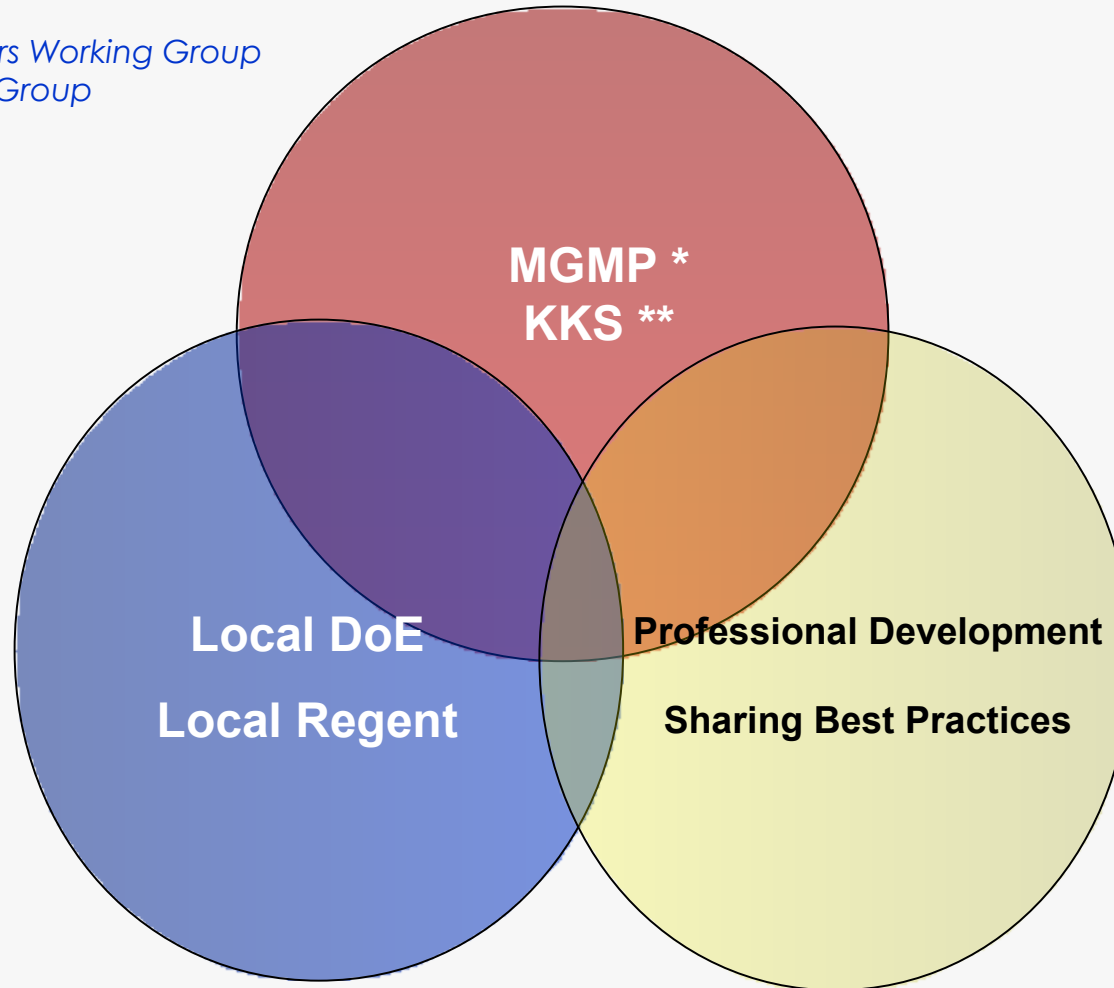 rs Working Group
Group
MGMP *
KKS **
Local DoE
Local Regent
Professional Development
Sharing Best Practices